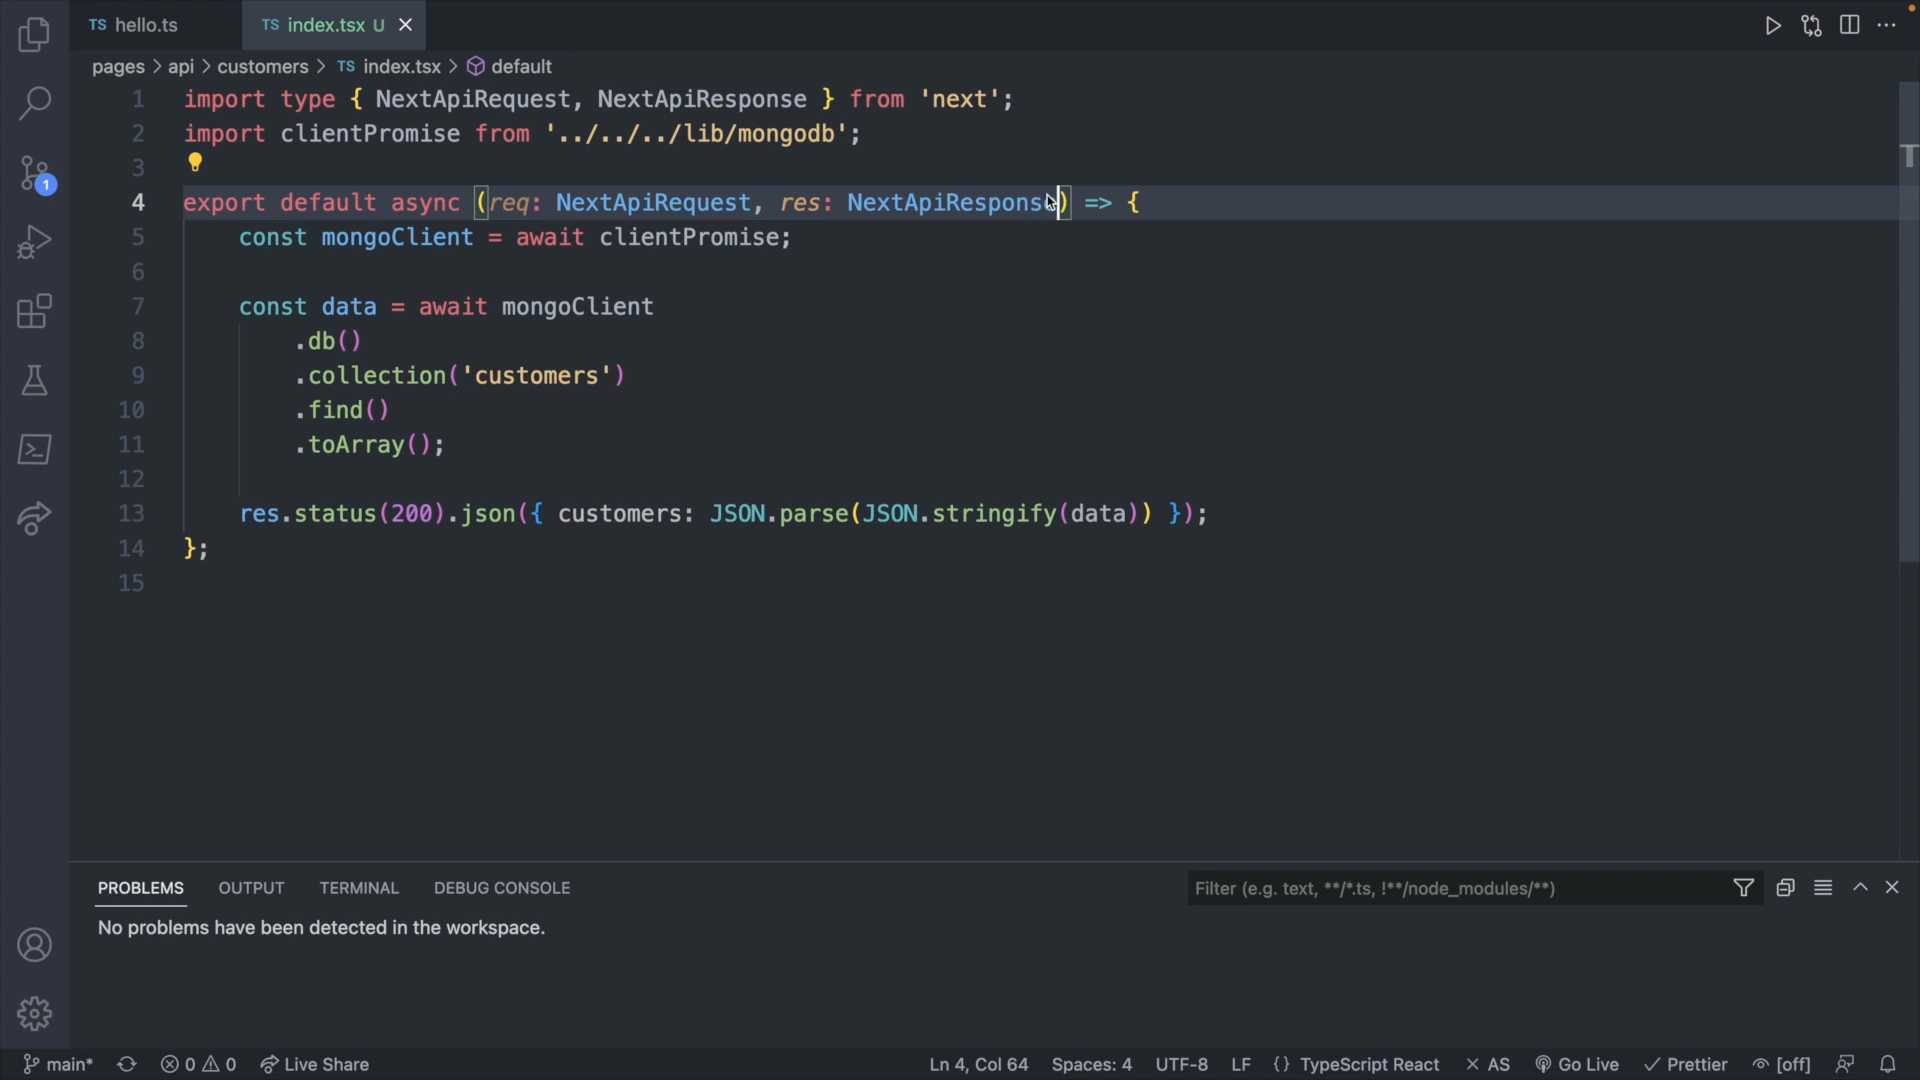 TS hello.ts TS index.tsx U
pages > api > customers > TS index.tsx > default
1 import type { NextApiRequest, NextApiResponse } from 'next';
2 import clientPromise from '../../../lib/mongodb';
3
4 export default async (req: NextApiRequest, res: NextApiResponse) => {
5 const mongoClient = await clientPromise;
6
7 const data = await mongoClient
8 .db()
9 .collection('customers')
10 .find()
11 .toArray();
12
13 res.status(200).json({ customers: JSON.parse(JSON.stringify(data)) });
14 };
15
1
T
PROBLEMS OUTPUT TERMINAL DEBUG CONSOLE Filter (e.g. text, **/*.ts, !**/node_modules/**)
No problems have been detected in the workspace.
main* 0 0 Live Share Ln 4, Col 64 Spaces: 4 UTF-8 LF {} TypeScript React × AS Go Live ✓ Prettier [off]